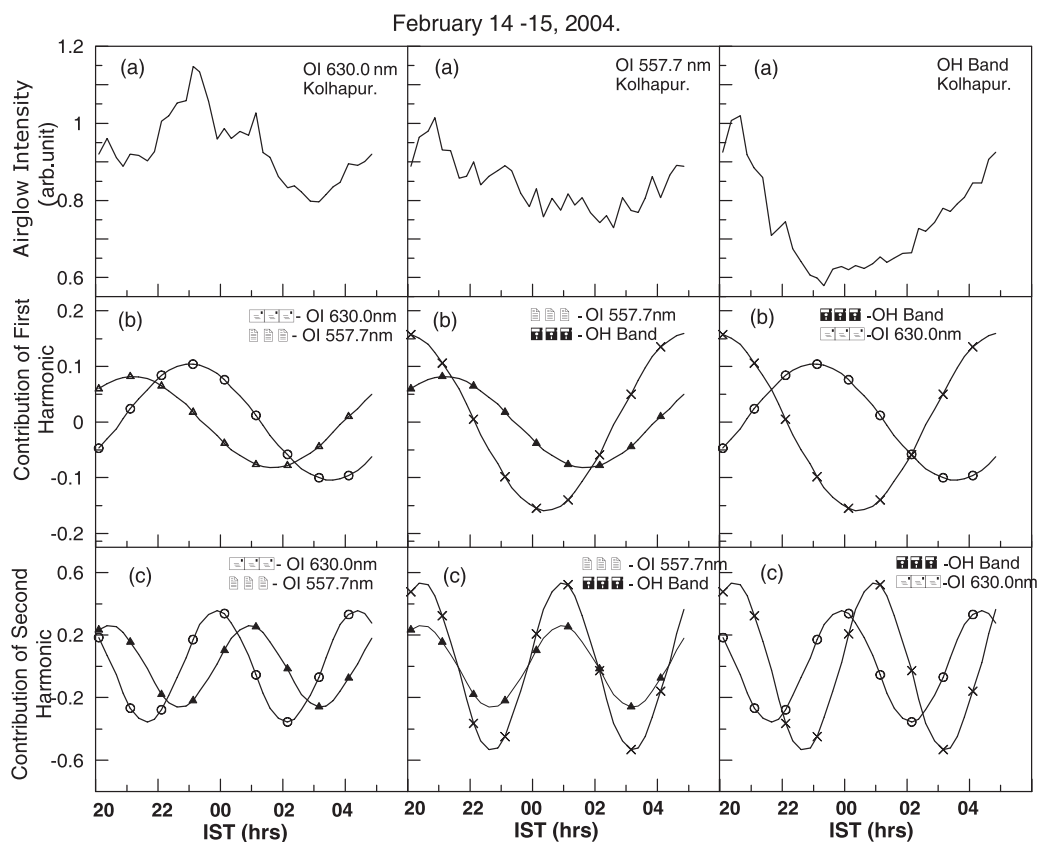 February 14 -15, 2004.
1.2
1
0.8
0.6
Airglow Intensity
(arb.unit)
(a)
OI 630.0 nm
Kolhapur.
(a)
OI 557.7 nm
Kolhapur.
(a)
OH Band
Kolhapur.
0.2
0.1
0
-0.1
-0.2
Contribution of First
Harmonic
(b)
- OI 630.0nm
- OI 557.7nm
(b)
- OI 557.7nm
-OH Band
(b)
-OH Band
-OI 630.0nm
0.6
0.2
-0.2
-0.6
Contribution of Second
Harmonic
(c)
- OI 630.0nm
- OI 557.7nm
(c)
- OI 557.7nm
-OH Band
(c)
-OH Band
-OI 630.0nm
20 22 00 02 04
IST (hrs)
20 22 00 02 04
IST (hrs)
20 22 00 02 04
IST (hrs)